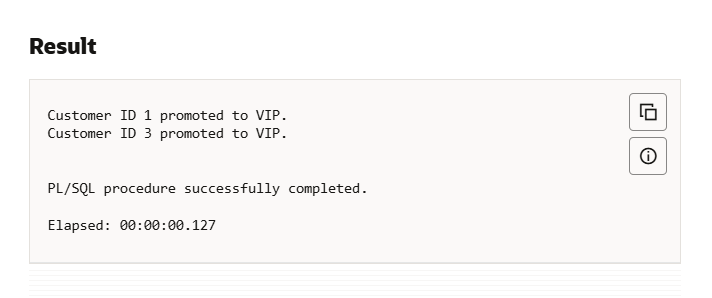 Result
Customer ID 1 promoted to VIP.
Customer ID 3 promoted to VIP.
PL/SQL procedure successfully completed.
Elapsed: 00:00:00.127